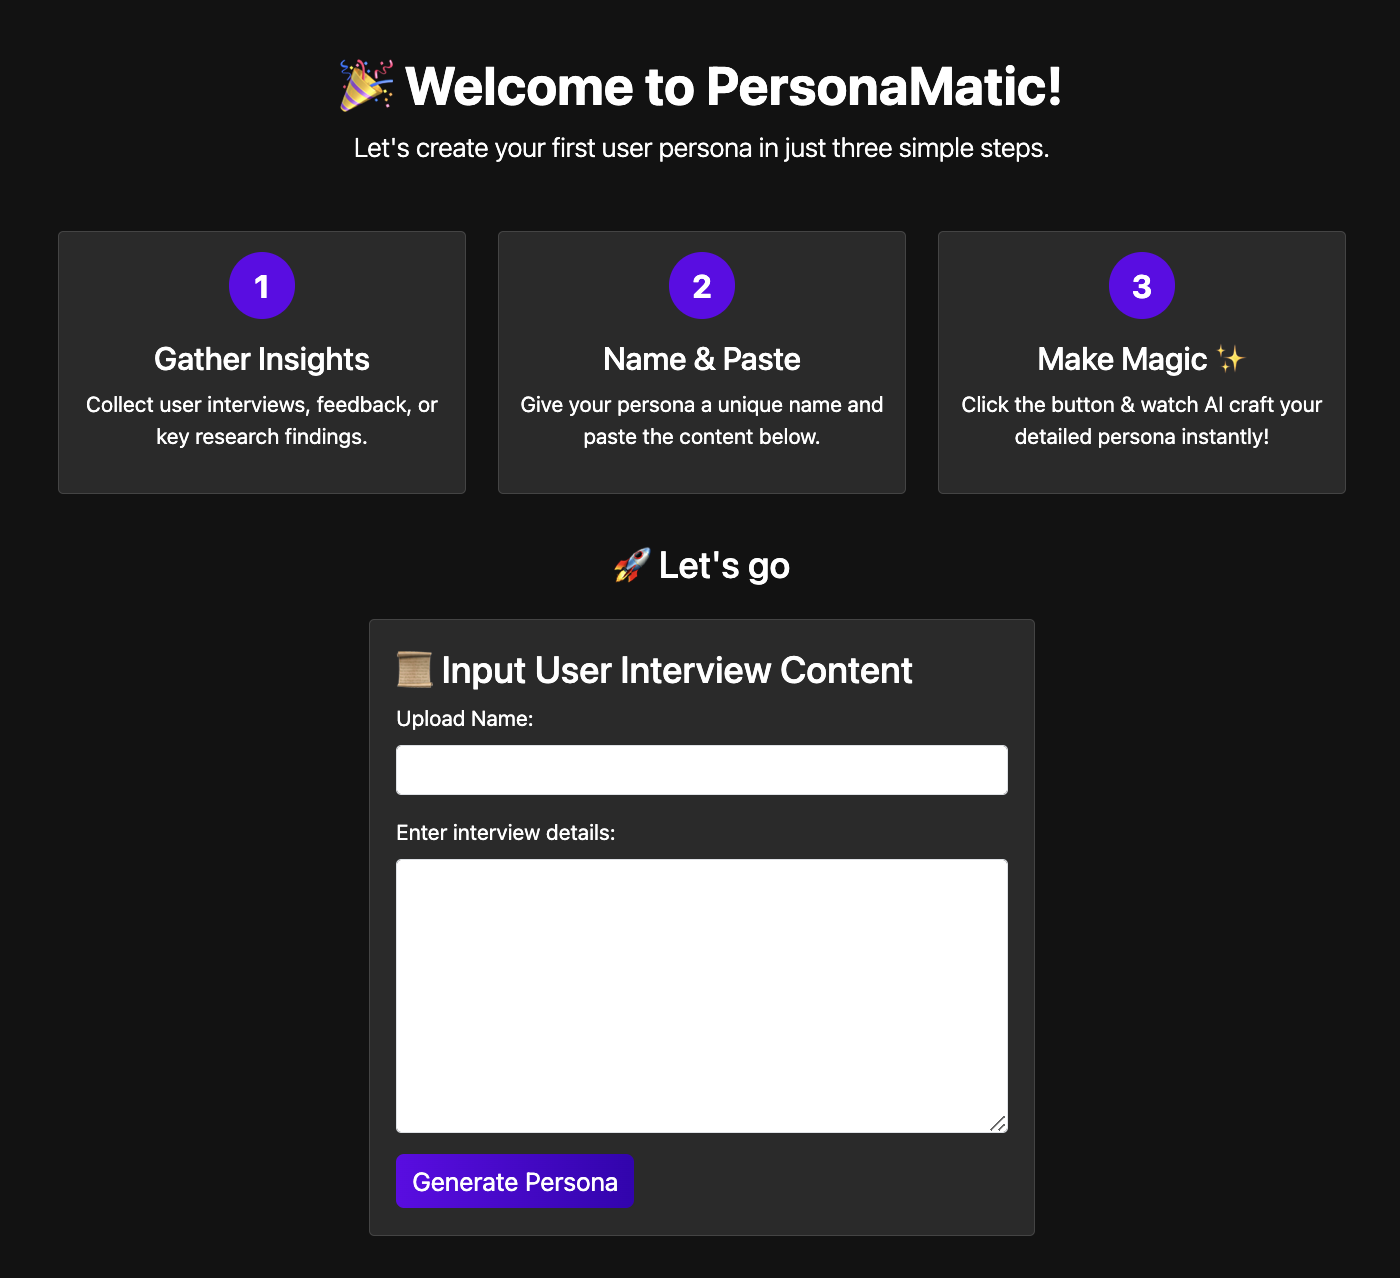 🎉 Welcome to PersonaMatic!
Let's create your first user persona in just three simple steps.
1
Gather Insights
Collect user interviews, feedback, or
key research findings.
2
Name & Paste
Give your persona a unique name and
paste the content below.
3
Make Magic ✨
Click the button & watch AI craft your
detailed persona instantly!
🚀 Let's go
📜 Input User Interview Content
Upload Name:
Enter interview details:
Generate Persona